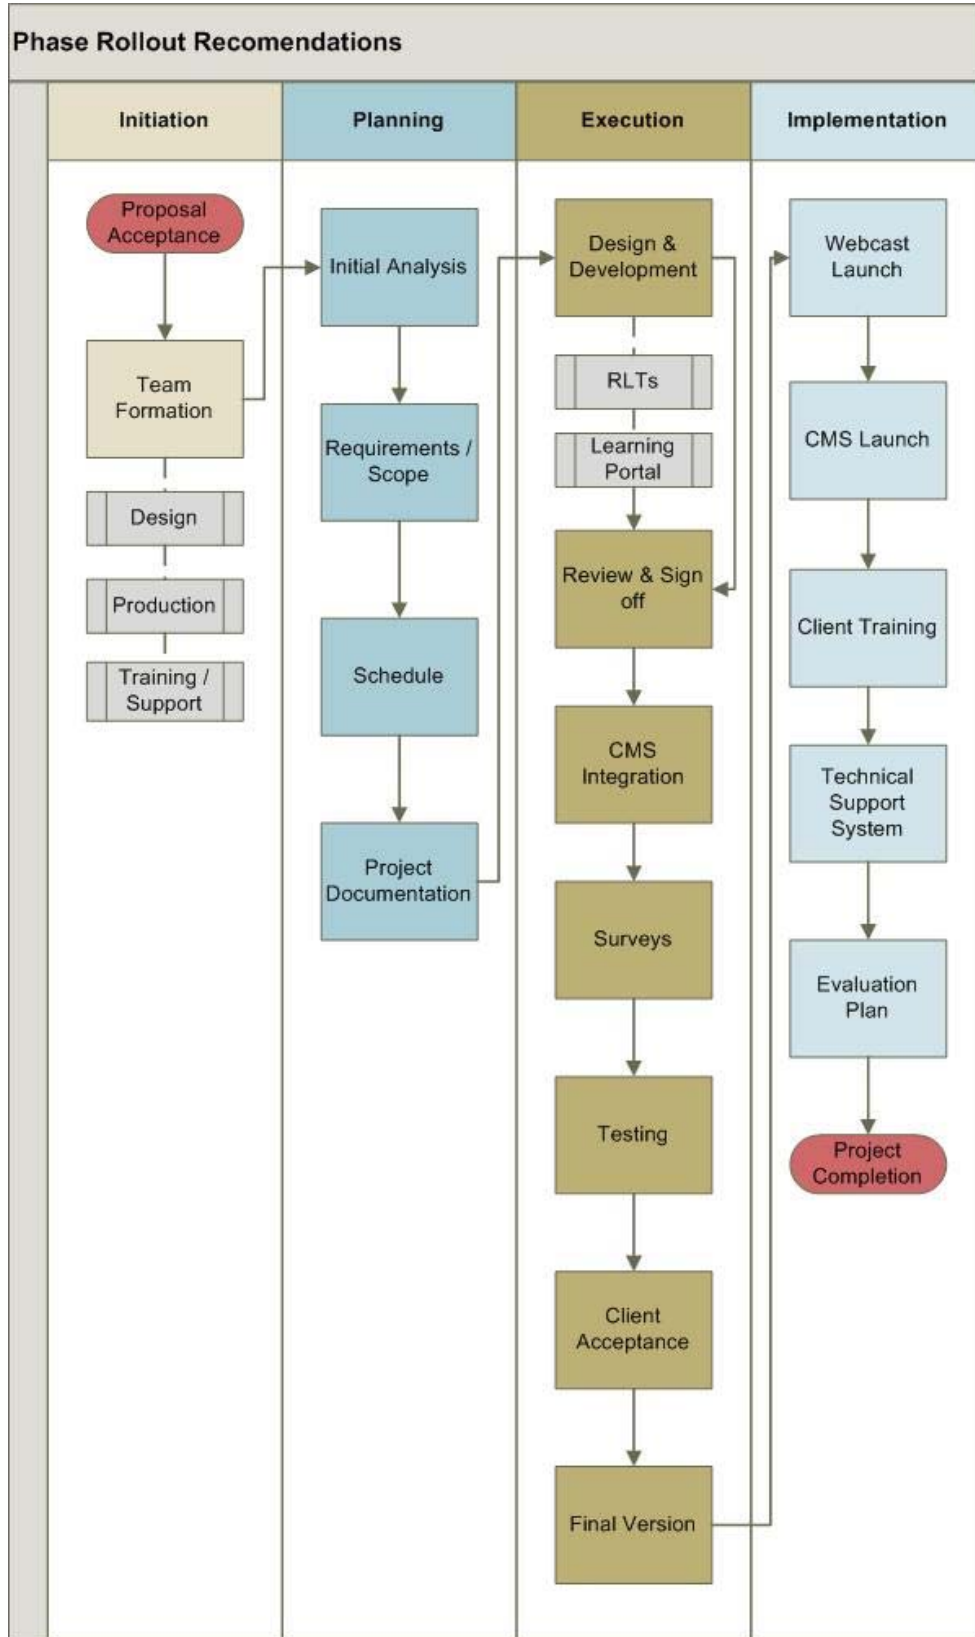 Phase Rollout Recomendations
Initiation
Planning
Execution
Implementation
Proposal
Acceptance
Team
Formation
Design
Production
Training /
Support
Initial Analysis
Requirements /
Scope
Schedule
Project
Documentation
Design &
Development
RLTs
Learning
Portal
Review & Sign
off
CMS
Integration
Surveys
Testing
Client
Acceptance
Final Version
Webcast
Launch
CMS Launch
Client Training
Technical
Support
System
Evaluation
Plan
Project
Completion